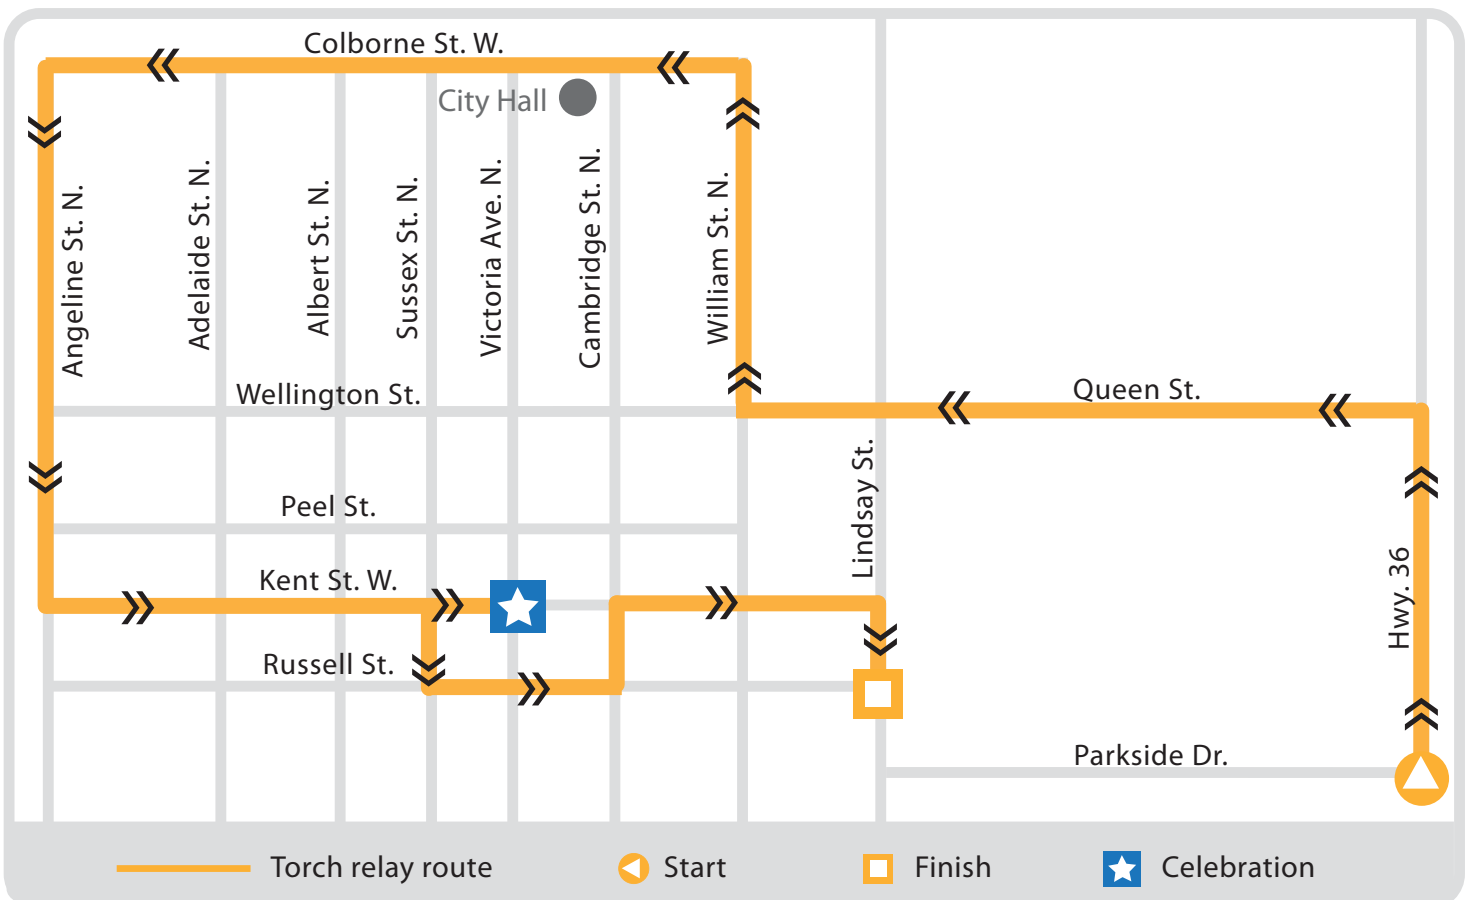 Colborne St. W.
City Hall
Angeline St. N.
Adelaide St. N.
Albert St. N.
Sussex St. N.
Victoria Ave. N.
Cambridge St. N.
William St. N.
Wellington St.
Queen St.
Lindsay St.
Peel St.
Hwy. 36
Kent St. W.
Russell St.
Parkside Dr.
Torch relay route
Start
Finish
Celebration